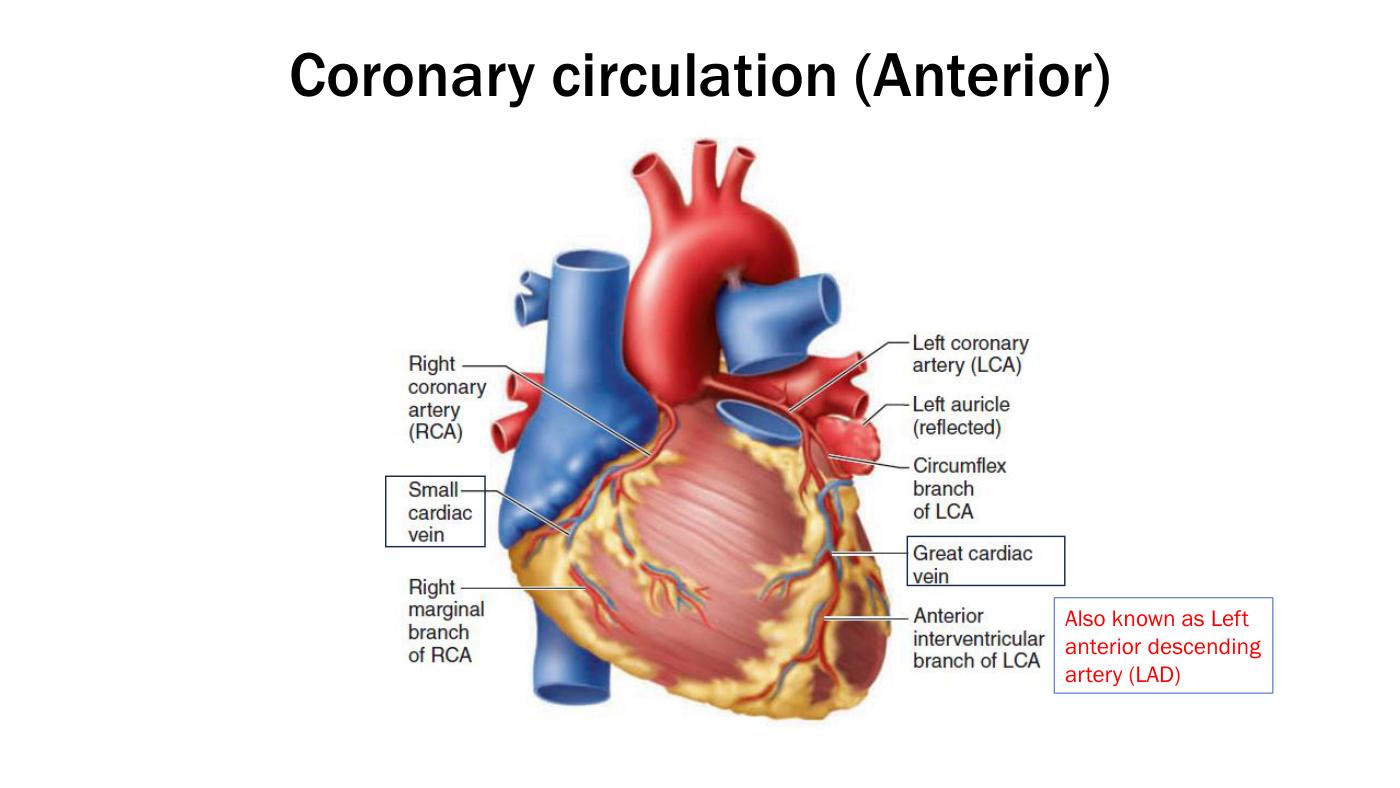 Coronary circulation (Anterior)
Right
coronary
artery
(RCA)
Small
cardiac
vein
Right
marginal
branch
of RCA
Left coronary
artery (LCA)
Left auricle
(reflected)
Circumflex
branch
of LCA
Great cardiac
vein
Anterior
interventricular
branch of LCA
Also known as Left
anterior descending
artery (LAD)